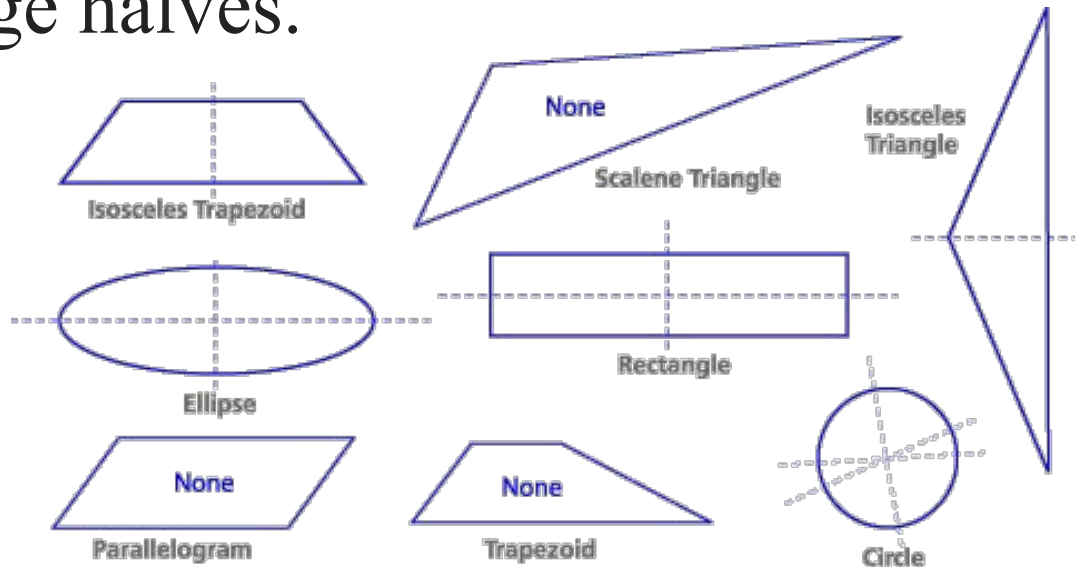 ge halves.
None
Scalene Triangle
Isosceles
Triangle
Isosceles Trapezoid
Rectangle
Ellipse
None
Parallelogram
None
Trapezoid
Circle